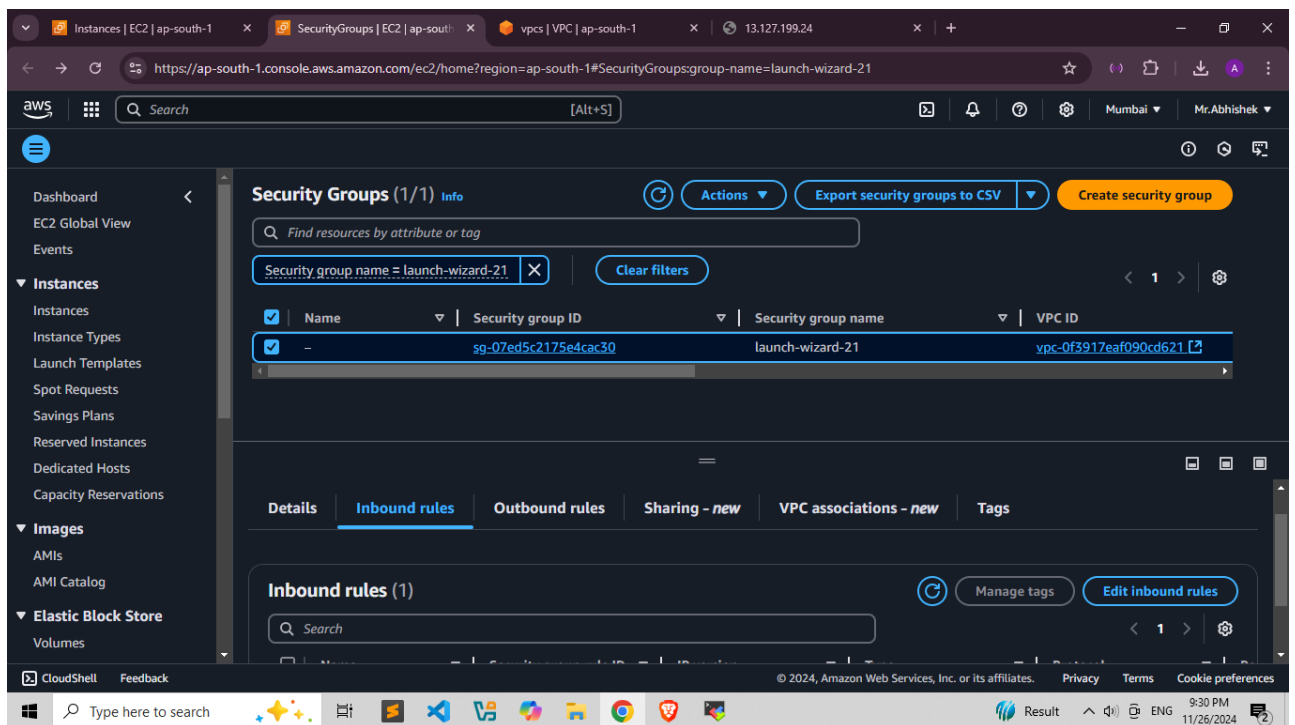 Instances | EC2 | ap-south-1
SecurityGroups | EC2 | ap-south
vpcs | VPC | ap-south-1
13.127.199.24
https://ap-south-1.console.aws.amazon.com/ec2/home?region=ap-south-1#SecurityGroups:group-name=launch-wizard-21
A
aws
Search
[Alt+S]
Mumbai
Mr.Abhishek
Dashboard
EC2 Global View
Events
Instances
Instances
Instance Types
Launch Templates
Spot Requests
Savings Plans
Reserved Instances
Dedicated Hosts
Capacity Reservations
Images
AMIs
AMI Catalog
Elastic Block Store
Volumes
Security Groups (1/1) Info
Actions
Export security groups to CSV
Create security group
Find resources by attribute or tag
Security group name = launch-wizard-21
Clear filters
1
Name Security group ID Security group name VPC ID
– sg-07ed5c2175e4cac30 launch-wizard-21 vpc-0f3917eaf090cd621
Details Inbound rules Outbound rules Sharing - new VPC associations - new Tags
Inbound rules (1)
Manage tags
Edit inbound rules
Search
1
CloudShell Feedback
© 2024, Amazon Web Services, Inc. or its affiliates. Privacy Terms Cookie preferences
Type here to search
Result
ENG
9:30 PM
11/26/2024
2